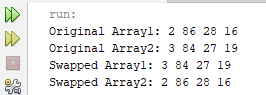 run:
Original Array1: 2 86 28 16
Original Array2: 3 84 27 19
Swapped Array1: 3 84 27 19
Swapped Array2: 2 86 28 16